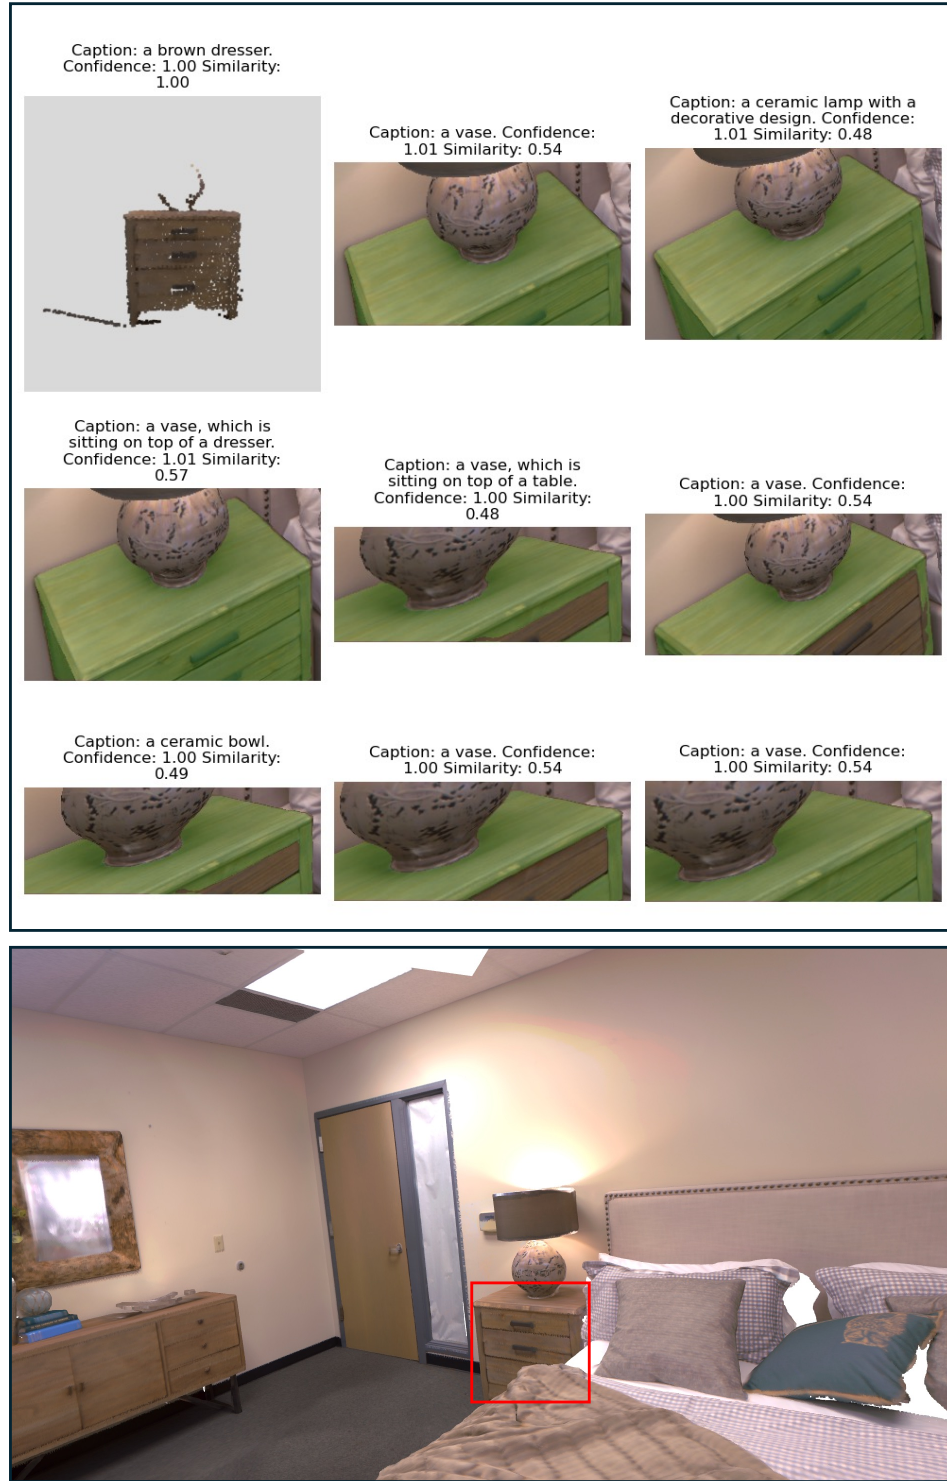 Caption: a brown dresser.
Confidence: 1.00 Similarity:
1.00
Caption: a vase. Confidence:
1.01 Similarity: 0.54
Caption: a ceramic lamp with a
decorative design. Confidence:
1.01 Similarity: 0.48
Caption: a vase, which is
sitting on top of a dresser.
Confidence: 1.01 Similarity:
0.57
Caption: a vase, which is
sitting on top of a table.
Confidence: 1.00 Similarity:
0.48
Caption: a vase. Confidence:
1.00 Similarity: 0.54
Caption: a ceramic bowl.
Confidence: 1.00 Similarity:
0.49
Caption: a vase. Confidence:
1.00 Similarity: 0.54
Caption: a vase. Confidence:
1.00 Similarity: 0.54